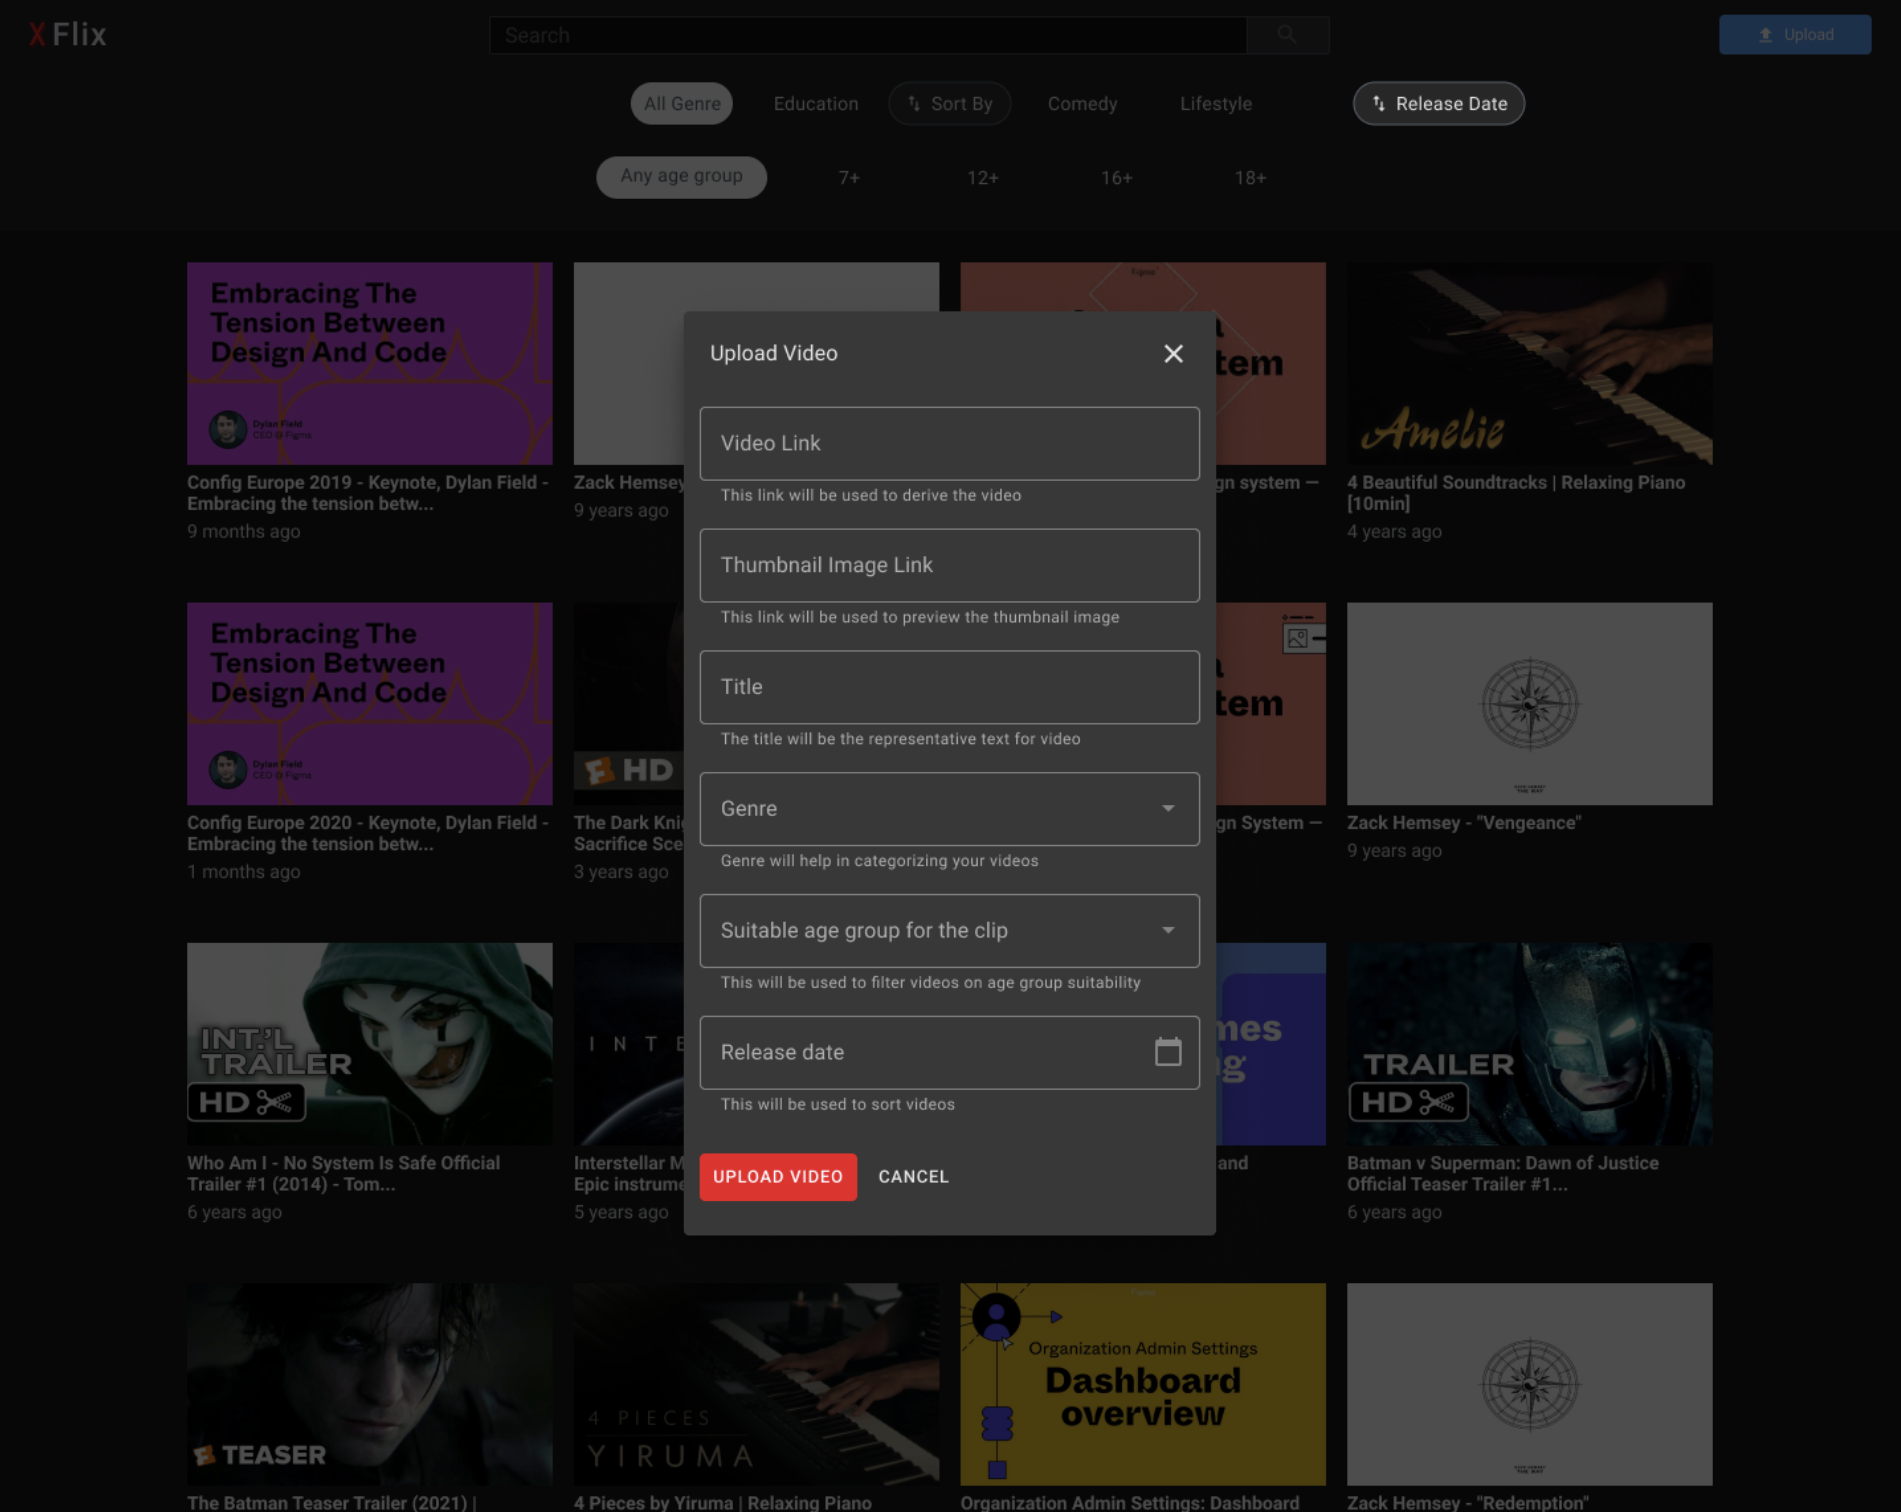 X Flix
Search
Upload
All Genre
Education
Sort By
Comedy
Lifestyle
Release Date
Any age group
7+
12+
16+
18+
Embracing The
Tension Between
Design And Code
Dylan Field
CEO @ Figma
Config Europe 2019 - Keynote, Dylan Field -
Embracing the tension betw...
9 months ago
Zack Hemsey
9 years ago
Figma
tem
gn system —
Amelie
4 Beautiful Soundtracks | Relaxing Piano
[10min]
4 years ago
Upload Video
Video Link
This link will be used to derive the video
Thumbnail Image Link
This link will be used to preview the thumbnail image
Title
The title will be the representative text for video
Genre
Genre will help in categorizing your videos
Suitable age group for the clip
This will be used to filter videos on age group suitability
Release date
This will be used to sort videos
UPLOAD VIDEO
CANCEL
Embracing The
Tension Between
Design And Code
Dylan Field
CEO @ Figma
Config Europe 2020 - Keynote, Dylan Field -
Embracing the tension betw...
1 months ago
HD
The Dark Kni
Sacrifice Sce
3 years ago
tem
gn System —
Zack Hemsey - "Vengeance"
9 years ago
INT.'L
TRAILER
HD
Who Am I - No System Is Safe Official
Trailer #1 (2014) - Tom...
6 years ago
INTE
Interstellar M
Epic instrume
5 years ago
mes
g
and
TRAILER
HD
Batman v Superman: Dawn of Justice
Official Teaser Trailer #1...
6 years ago
TEASER
The Batman Teaser Trailer (2021) |
4 PIECES
YIRUMA
4 Pieces by Yiruma | Relaxing Piano
Organization Admin Settings
Dashboard
overview
Organization Admin Settings: Dashboard
Zack Hemsey - "Redemption"